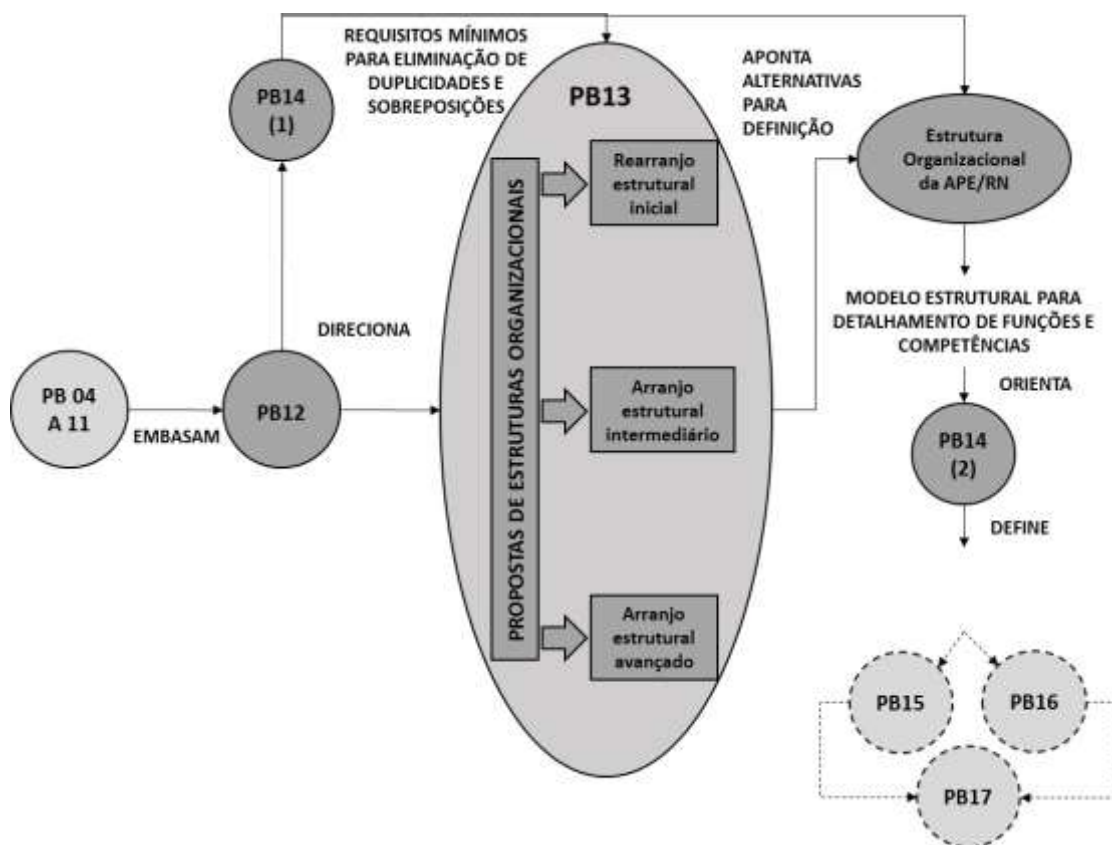 REQUISITOS MÍNIMOS
PARA ELIMINAÇÃO DE
DUPLICIDADES E
SOBREPOSIÇÕES
PB14
(1)
PB13
APONTA
ALTERNATIVAS
PARA
DEFINIÇÃO
Estrutura
Organizacional
da APE/RN
PROPOSTAS DE ESTRUTURAS ORGANIZACIONAIS
Rearranjo
estrutural
inicial
MODELO ESTRUTURAL PARA
DETALHAMENTO DE FUNÇÕES E
COMPETÊNCIAS
DIRECIONA
ORIENTA
PB 04
A 11
EMBASAM
PB12
Arranjo
estrutural
intermediário
PB14
(2)
DEFINE
Arranjo
estrutural
avançado
PB15
PB16
PB17